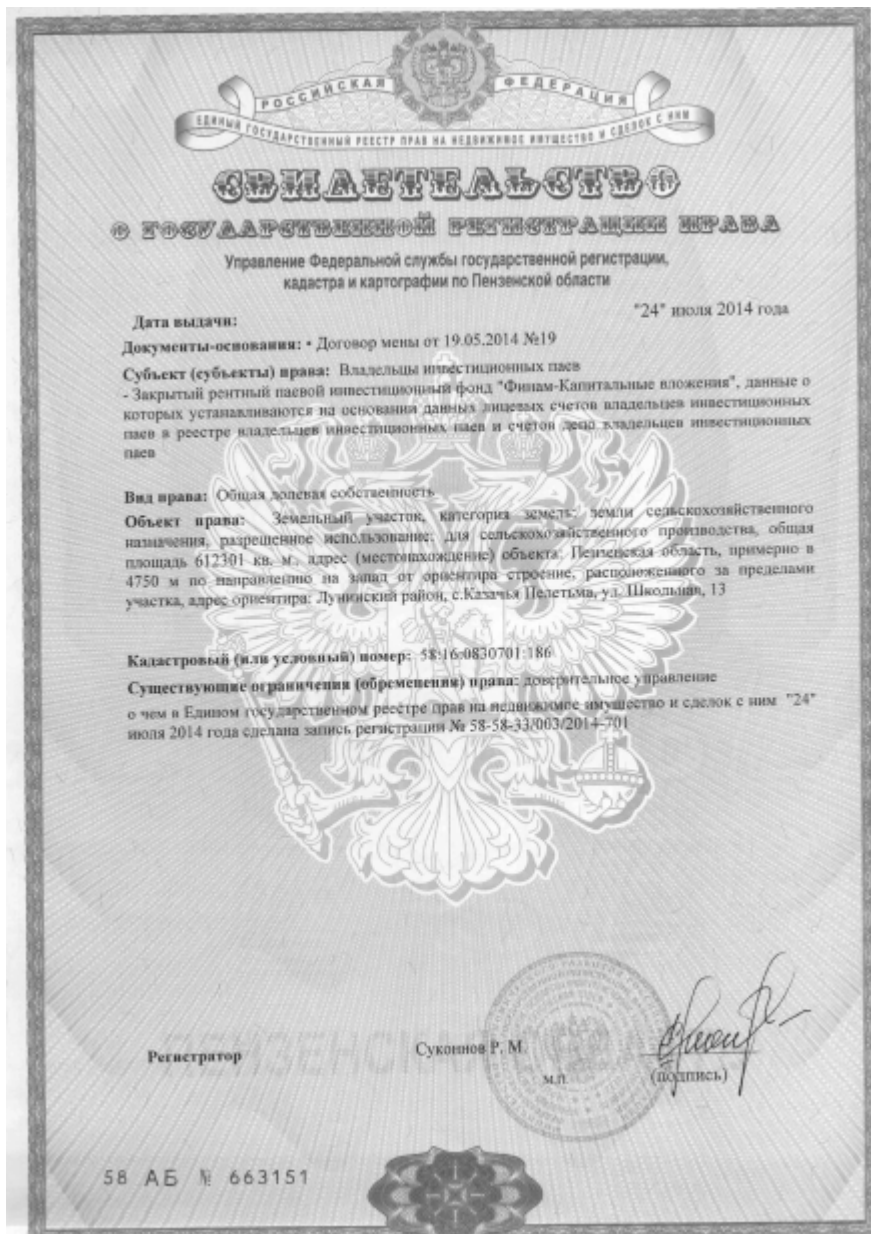 РОССИЙСКАЯ ФЕДЕРАЦИЯ
ЕДИНЫЙ ГОСУДАРСТВЕННЫЙ РЕЕСТР ПРАВ НА НЕДВИЖИМОЕ ИМУЩЕСТВО И СДЕЛОК С НИМ
СВИДЕТЕЛЬСТВО
О ГОСУДАРСТВЕННОЙ РЕГИСТРАЦИИ ПРАВА
Управление Федеральной службы государственной регистрации,
кадастра и картографии по Пензенской области
Дата выдачи: "24" июля 2014 года
Документы-основания: • Договор мены от 19.05.2014 №19
Субъект (субъекты) права: Владельцы инвестиционных паев
- Закрытый рентный паевой инвестиционный фонд "Финам-Капитальные вложения", данные о
которых устанавливаются на основании данных лицевых счетов владельцев инвестиционных
паев в реестре владельцев инвестиционных паев и счетов депо владельцев инвестиционных
паев
Вид права: Общая долевая собственность
Объект права: Земельный участок, категория земель: земли сельскохозяйственного
назначения, разрешенное использование: для сельскохозяйственного производства, общая
площадь 612301 кв. м, адрес (местонахождение) объекта: Пензенская область, примерно в
4750 м по направлению на запад от ориентира строение, расположенного за пределами
участка, адрес ориентира: Лунинский район, с.Казачья Пелетьма, ул. Школьная, 13
Кадастровый (или условный) номер: 58:16:0830701:186
Существующие ограничения (обременения) права: доверительное управление
о чем в Едином государственном реестре прав на недвижимое имущество и сделок с ним "24"
июля 2014 года сделана запись регистрации № 58-58-33/003/2014-701
Регистратор Суконнов Р. М.
м.п. (подпись)
58 АБ № 663151